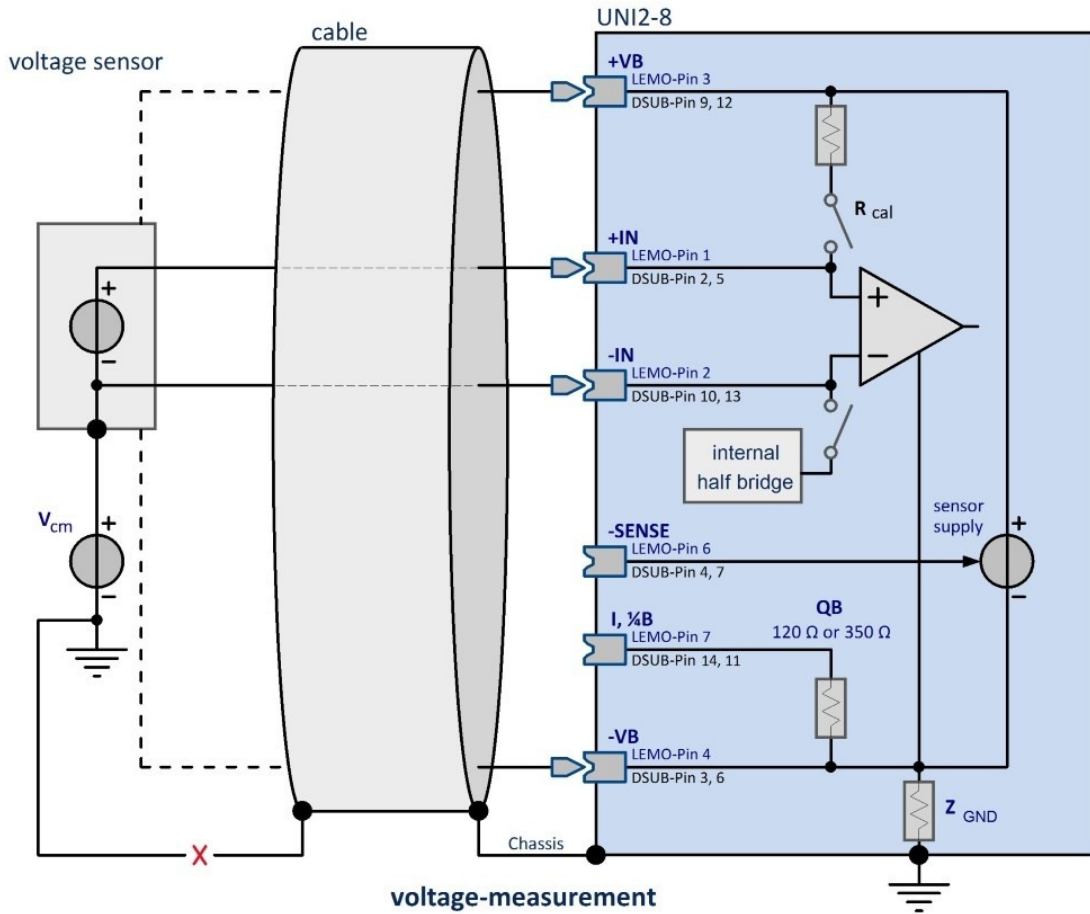 UNI2-8
cable
voltage sensor
+VB
LEMO-Pin 3
DSUB-Pin 9, 12
R cal
+IN
LEMO-Pin 1
DSUB-Pin 2, 5
+
+
−
−
-IN
LEMO-Pin 2
DSUB-Pin 10, 13
internal
half bridge
sensor
supply
Vcm
+
−
-SENSE
LEMO-Pin 6
DSUB-Pin 4, 7
+
−
I, ¼B
LEMO-Pin 7
DSUB-Pin 14, 11
QB
120 Ω or 350 Ω
-VB
LEMO-Pin 4
DSUB-Pin 3, 6
Z GND
X
Chassis
voltage-measurement